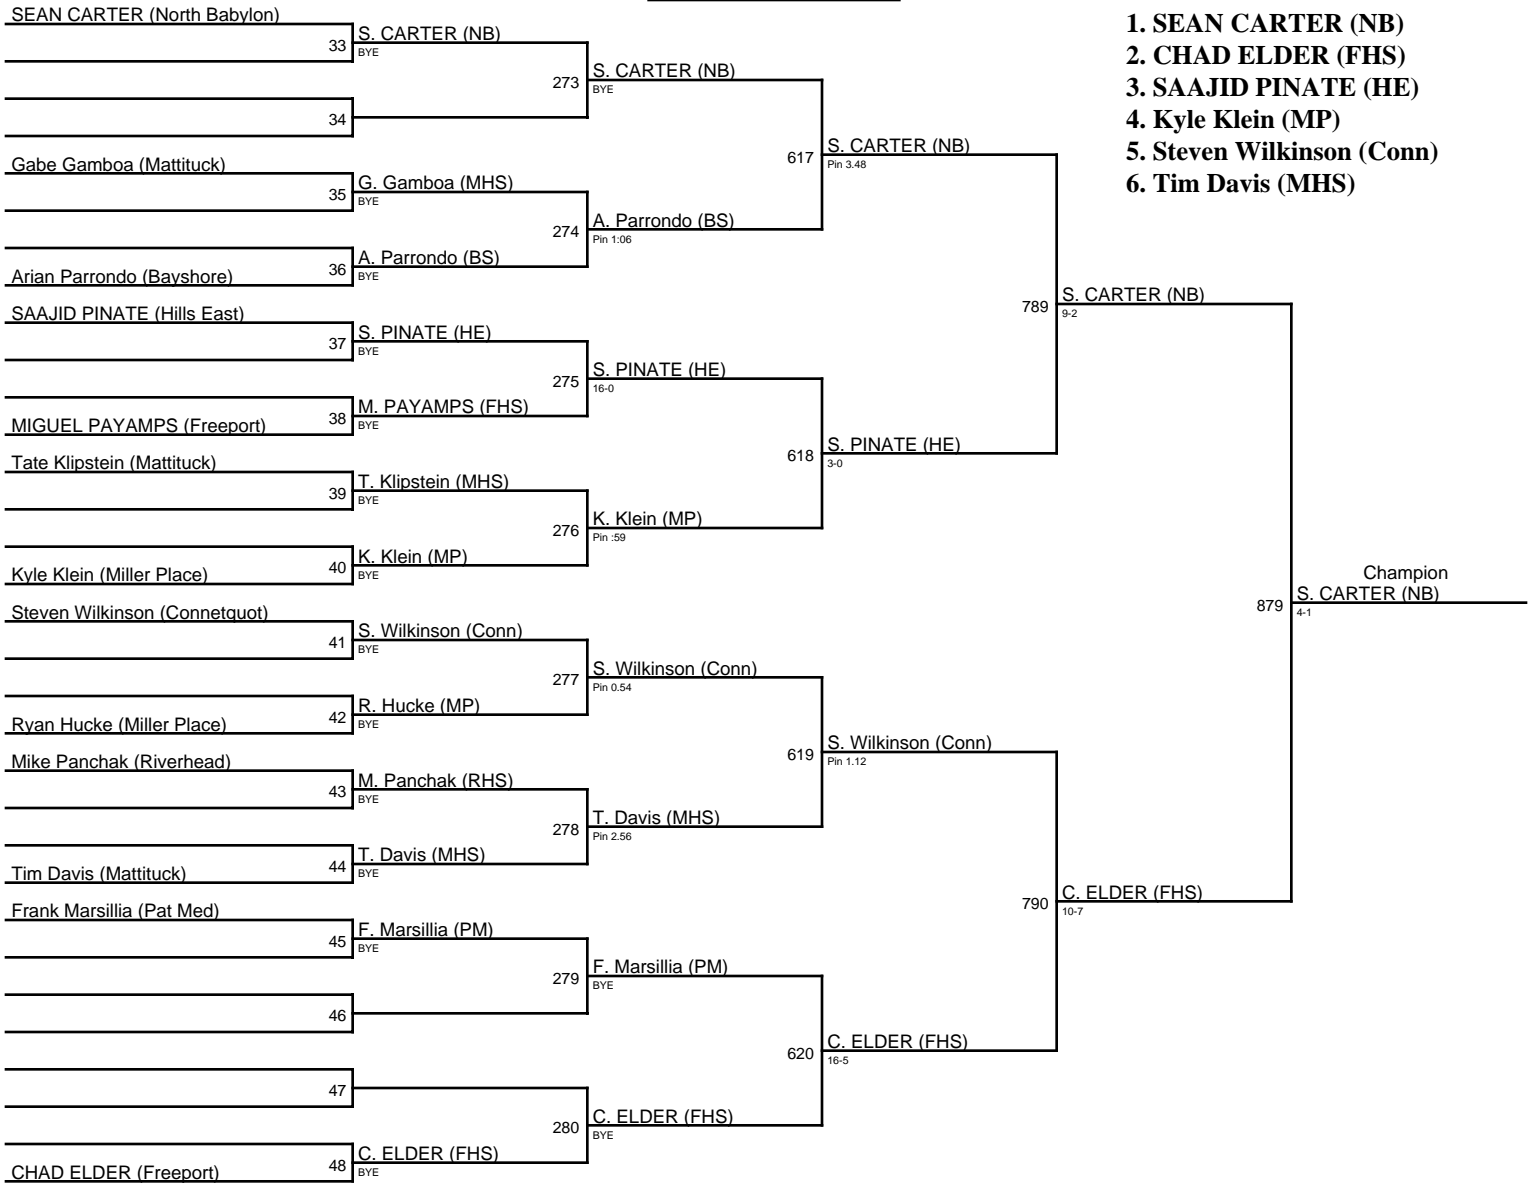 SEAN CARTER (North Babylon)
33
S. CARTER (NB)
BYE
273
S. CARTER (NB)
BYE
34
617
S. CARTER (NB)
Pin 3.48
Gabe Gamboa (Mattituck)
35
G. Gamboa (MHS)
BYE
274
A. Parrondo (BS)
Pin 1:06
36
A. Parrondo (BS)
BYE
Arian Parrondo (Bayshore)
789
S. CARTER (NB)
9-2
SAAJID PINATE (Hills East)
37
S. PINATE (HE)
BYE
275
S. PINATE (HE)
16-0
38
M. PAYAMPS (FHS)
BYE
MIGUEL PAYAMPS (Freeport)
618
S. PINATE (HE)
3-0
Tate Klipstein (Mattituck)
39
T. Klipstein (MHS)
BYE
276
K. Klein (MP)
Pin :59
40
K. Klein (MP)
BYE
Kyle Klein (Miller Place)
Champion
879
S. CARTER (NB)
4-1
Steven Wilkinson (Connetquot)
41
S. Wilkinson (Conn)
BYE
277
S. Wilkinson (Conn)
Pin 0.54
42
R. Hucke (MP)
BYE
Ryan Hucke (Miller Place)
619
S. Wilkinson (Conn)
Pin 1.12
Mike Panchak (Riverhead)
43
M. Panchak (RHS)
BYE
278
T. Davis (MHS)
Pin 2.56
44
T. Davis (MHS)
BYE
Tim Davis (Mattituck)
790
C. ELDER (FHS)
10-7
Frank Marsillia (Pat Med)
45
F. Marsillia (PM)
BYE
279
F. Marsillia (PM)
BYE
46
620
C. ELDER (FHS)
16-5
47
280
C. ELDER (FHS)
BYE
48
C. ELDER (FHS)
BYE
CHAD ELDER (Freeport)
1. SEAN CARTER (NB)
2. CHAD ELDER (FHS)
3. SAAJID PINATE (HE)
4. Kyle Klein (MP)
5. Steven Wilkinson (Conn)
6. Tim Davis (MHS)